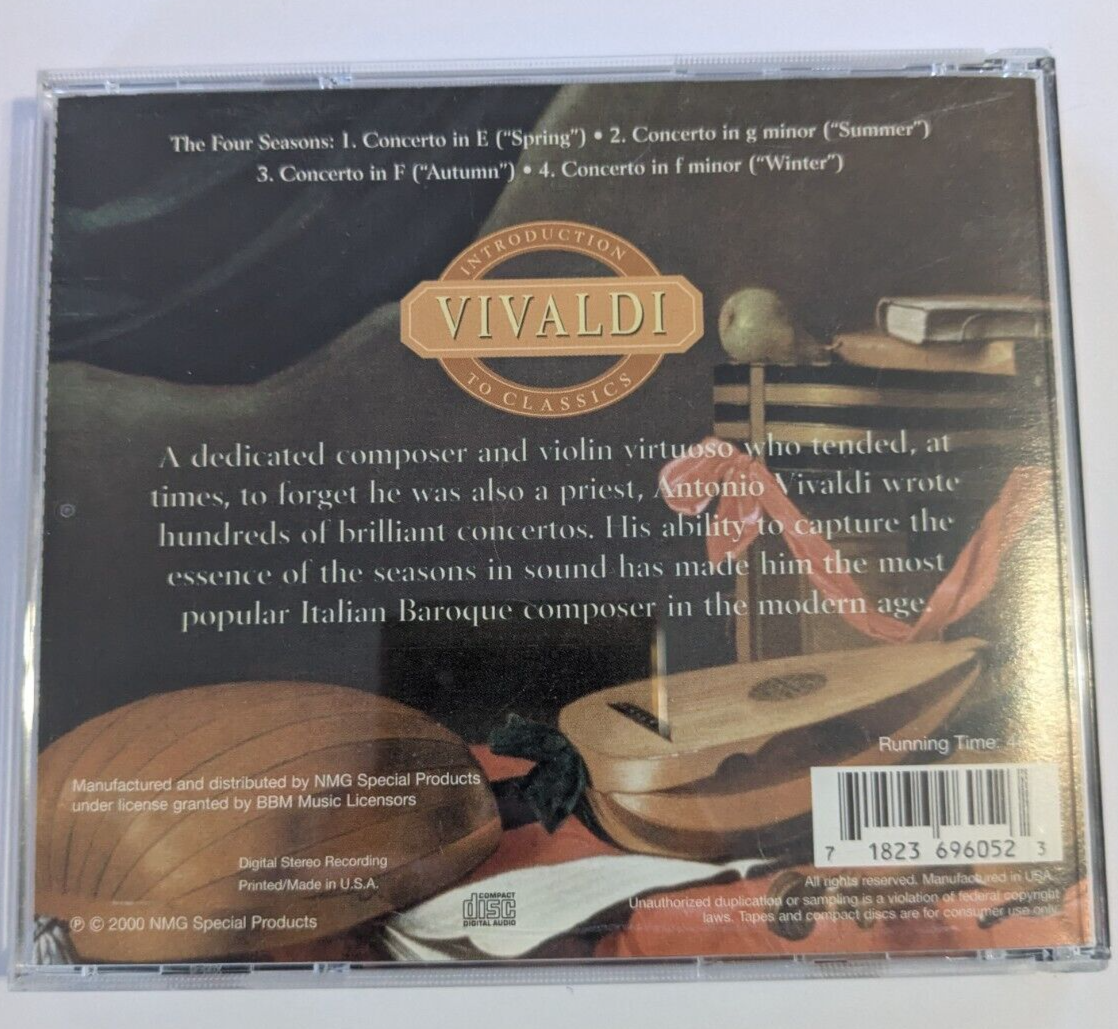 The Four Seasons: 1. Concerto in E ("Spring") • 2. Concerto in g minor ("Summer")
3. Concerto in F ("Autumn") • 4. Concerto in f minor ("Winter")
INTRODUCTION
VIVALDI
TO CLASSICS
A dedicated composer and violin virtuoso who tended, at
times, to forget he was also a priest, Antonio Vivaldi wrote
hundreds of brilliant concertos. His ability to capture the
essence of the seasons in sound has made him the most
popular Italian Baroque composer in the modern age.
Running Time:
Manufactured and distributed by NMG Special Products
under license granted by BBM Music Licensors
7 1823 696052 3
Digital Stereo Recording
Printed/Made in U.S.A.
COMPACT
disc
DIGITAL AUDIO
℗ © 2000 NMG Special Products
All rights reserved. Manufactured in USA.
Unauthorized duplication or sampling is a violation of federal copyright
laws. Tapes and compact discs are for consumer use only.